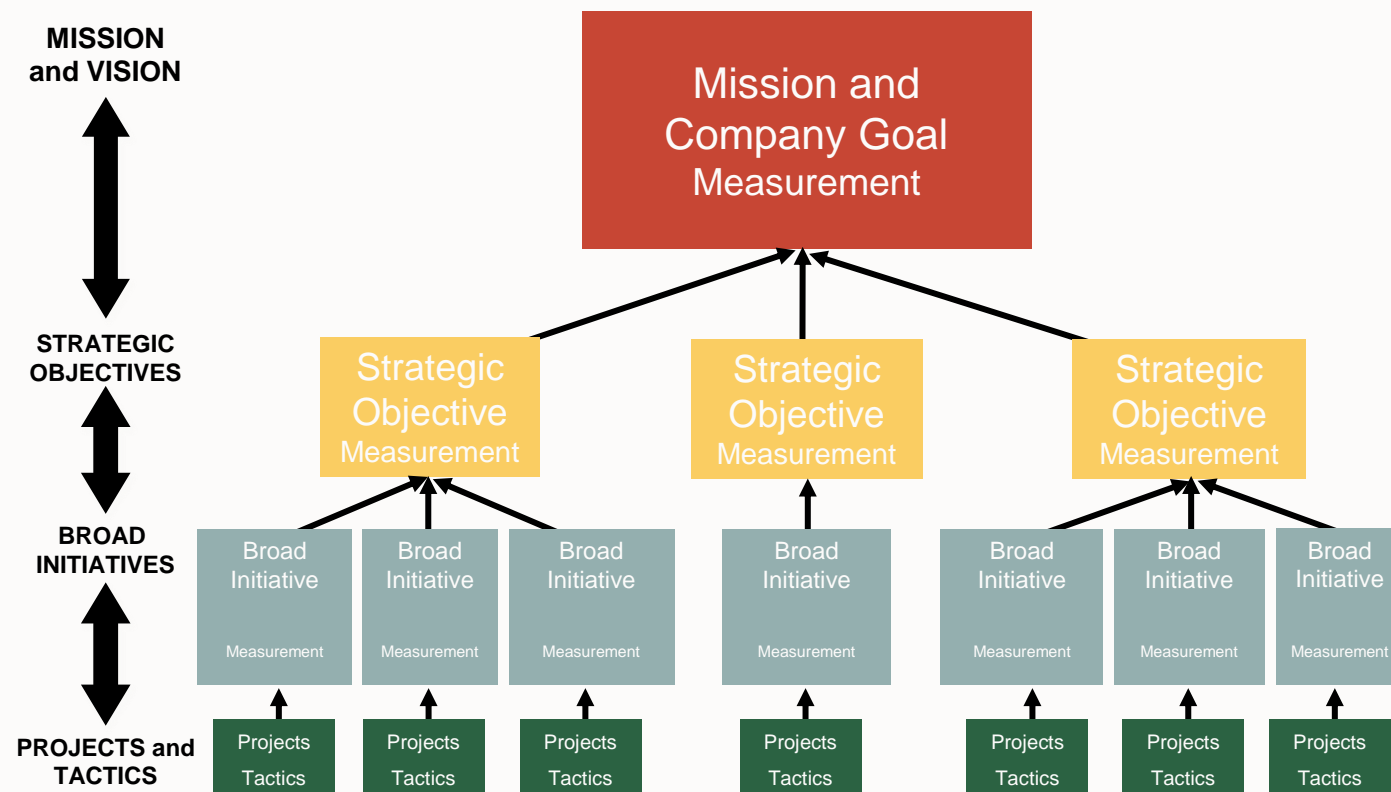 MISSION
and VISION
Mission and
Company Goal
Measurement
STRATEGIC
OBJECTIVES
Strategic
Objective
Measurement
Strategic
Objective
Measurement
Strategic
Objective
Measurement
BROAD
INITIATIVES
Broad
Initiative
Measurement
Broad
Initiative
Measurement
Broad
Initiative
Measurement
Broad
Initiative
Measurement
Broad
Initiative
Measurement
Broad
Initiative
Measurement
Broad
Initiative
Measurement
PROJECTS and
TACTICS
Projects
Tactics
Projects
Tactics
Projects
Tactics
Projects
Tactics
Projects
Tactics
Projects
Tactics
Projects
Tactics